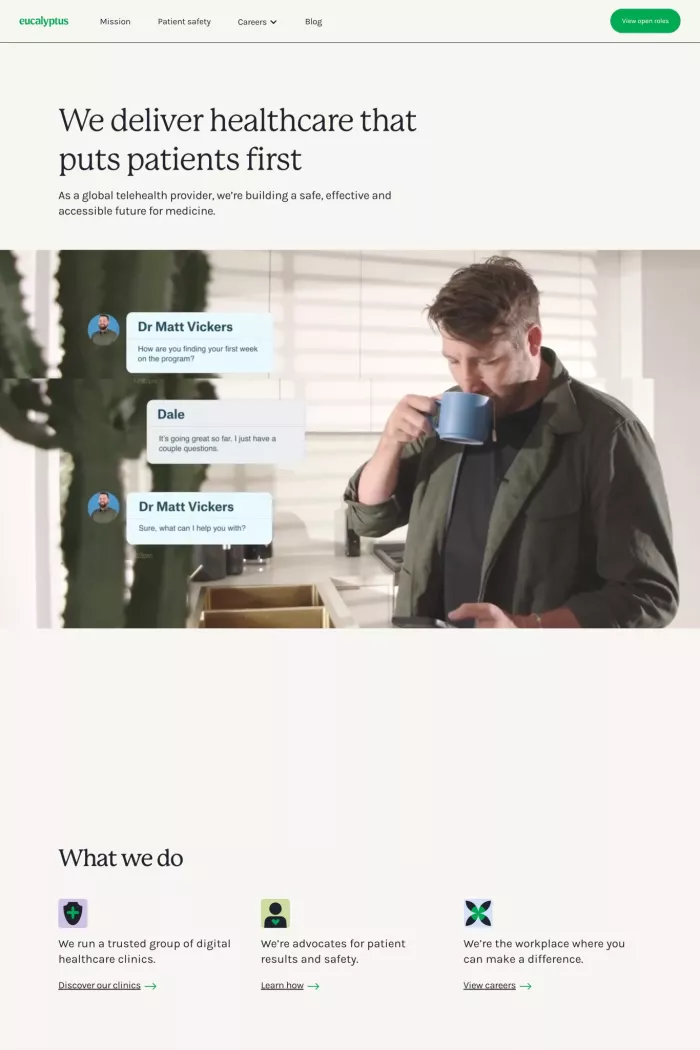 eucalyptus
Mission
Patient safety
Careers
Blog
View open roles
We deliver healthcare that
puts patients first
As a global telehealth provider, we're building a safe, effective and
accessible future for medicine.
Dr Matt Vickers
How are you finding your first week
on the program?
Dale
It's going great so far. I just have a
couple questions.
Dr Matt Vickers
Sure, what can I help you with?
What we do
We run a trusted group of digital
healthcare clinics.
Discover our clinics
We're advocates for patient
results and safety.
Learn how
We're the workplace where you
can make a difference.
View careers